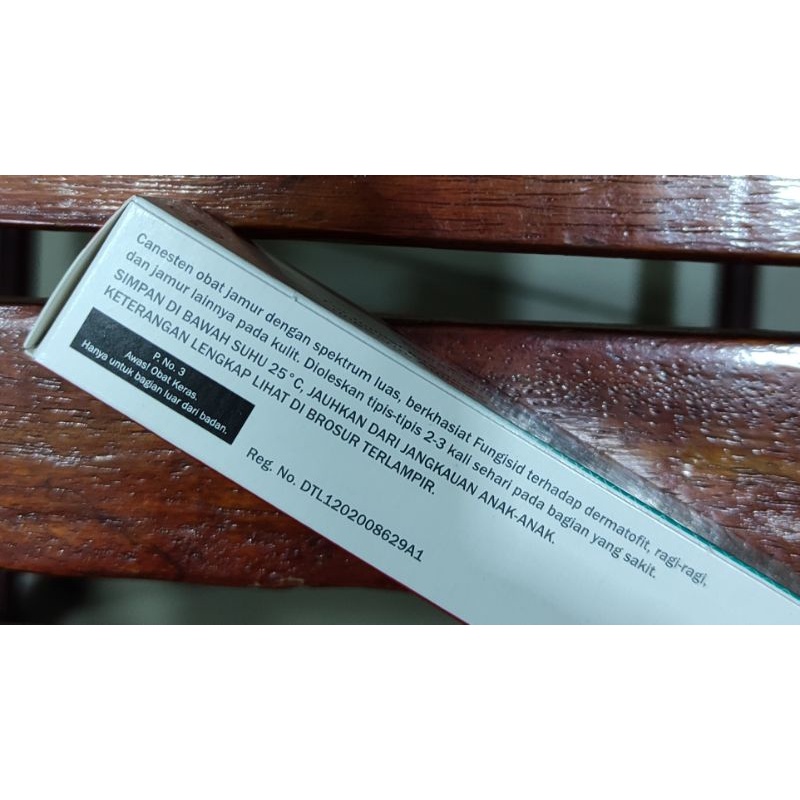 Canesten obat jamur dengan spektrum luas, berkhasiat Fungisid terhadap dermatofit, ragi-ragi,
dan jamur lainnya pada kulit. Dioleskan tipis-tipis 2-3 kali sehari pada bagian yang sakit.
SIMPAN DI BAWAH SUHU 25°C, JAUHKAN DARI JANGKAUAN ANAK-ANAK.
KETERANGAN LENGKAP LIHAT DI BROSUR TERLAMPIR.
P. No. 3
Awas! Obat Keras.
Hanya untuk bagian luar dari badan.
Reg. No. DTL1202008629A1